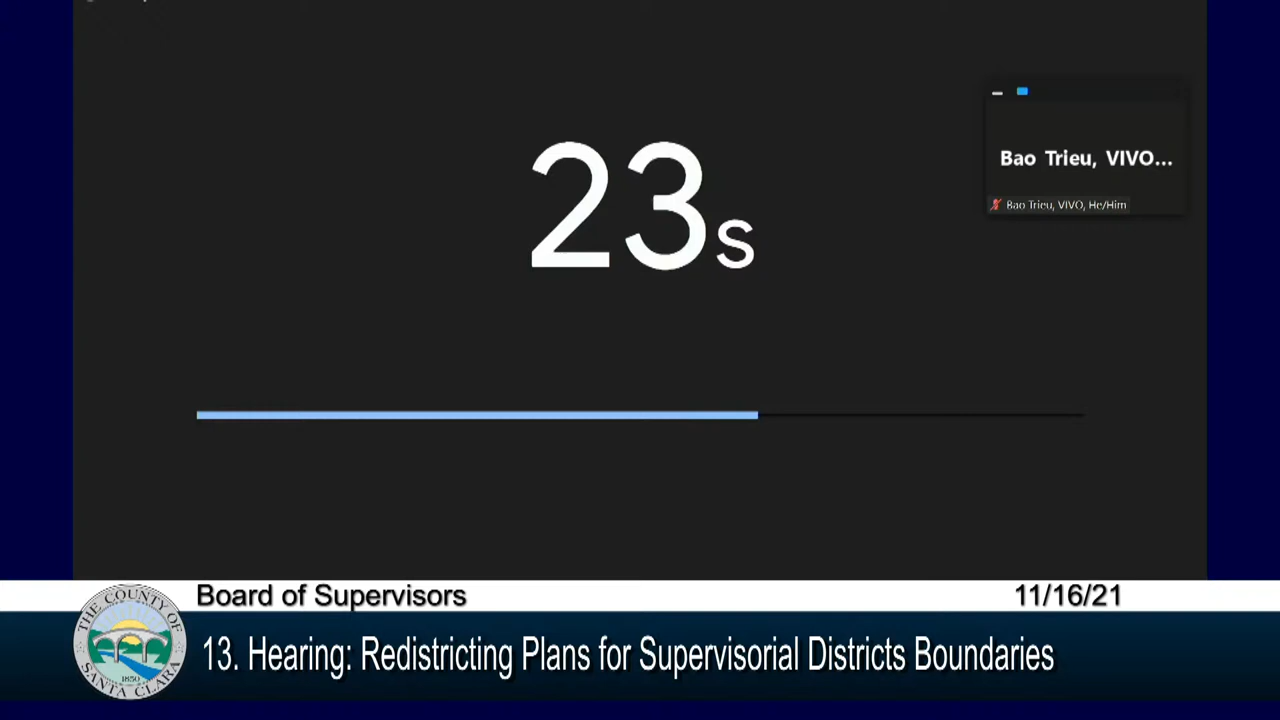 23s
Bao Trieu, VIVO...
Bao Trieu, VIVO, He/Him
Board of Supervisors
11/16/21
THE COUNTY OF
SANTA CLARA
1850
13. Hearing: Redistricting Plans for Supervisorial Districts Boundaries